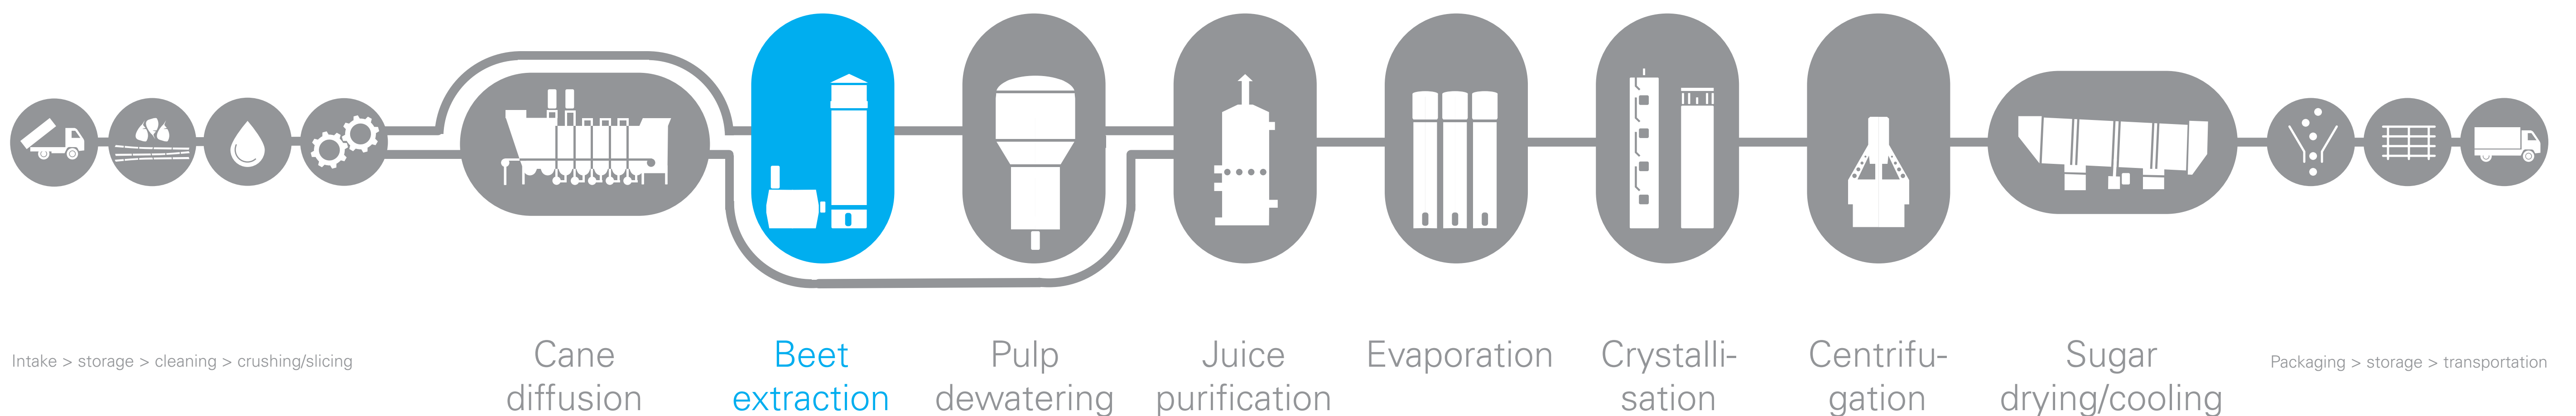 Intake > storage > cleaning > crushing/slicing
Cane
diffusion
Beet
extraction
Pulp
dewatering
Juice
purification
Evaporation
Crystalli-
sation
Centrifu-
gation
Sugar
drying/cooling
Packaging > storage > transportation